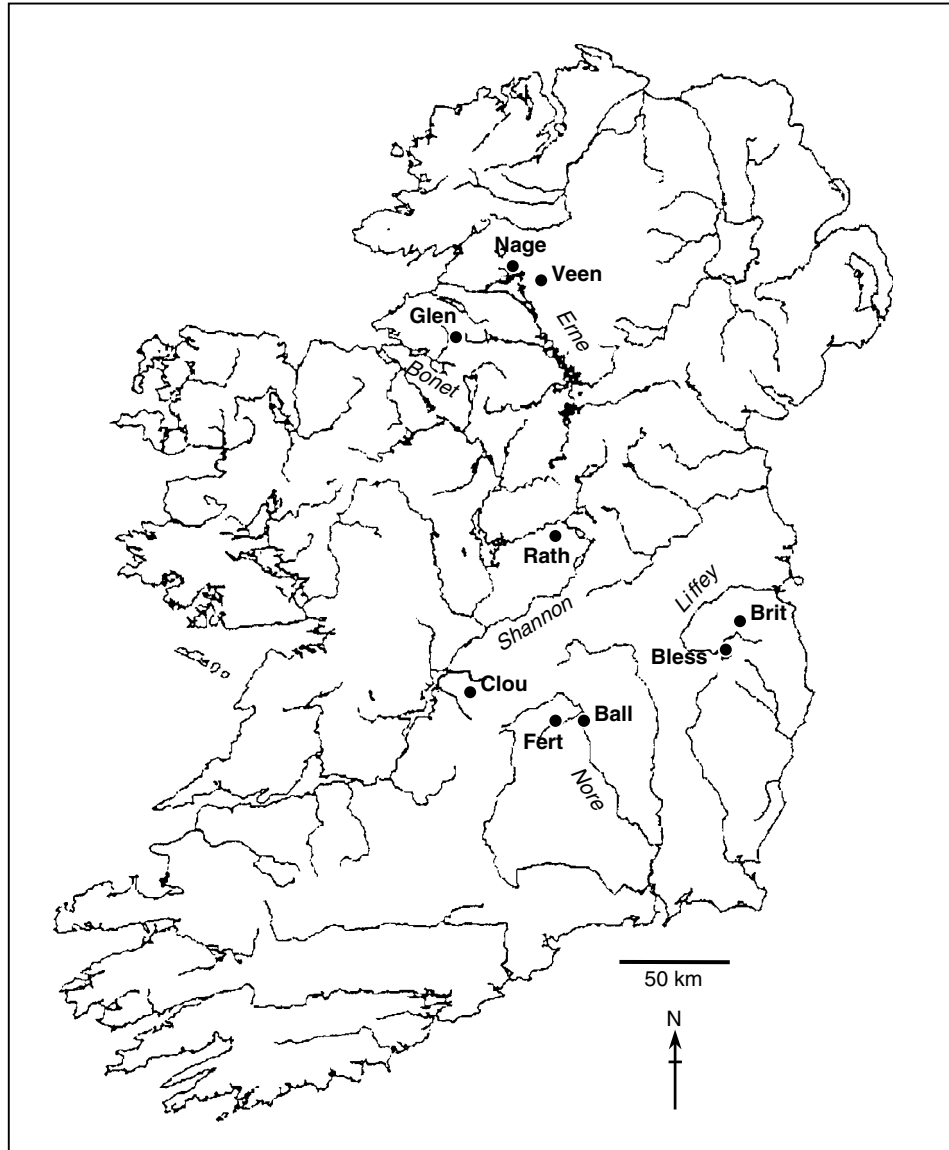 Nage
Veen
Glen
Erne
Bonet
Rath
Shannon
Liffey
Brit
Bless
Clou
Ball
Fert
Nore
50 km
N